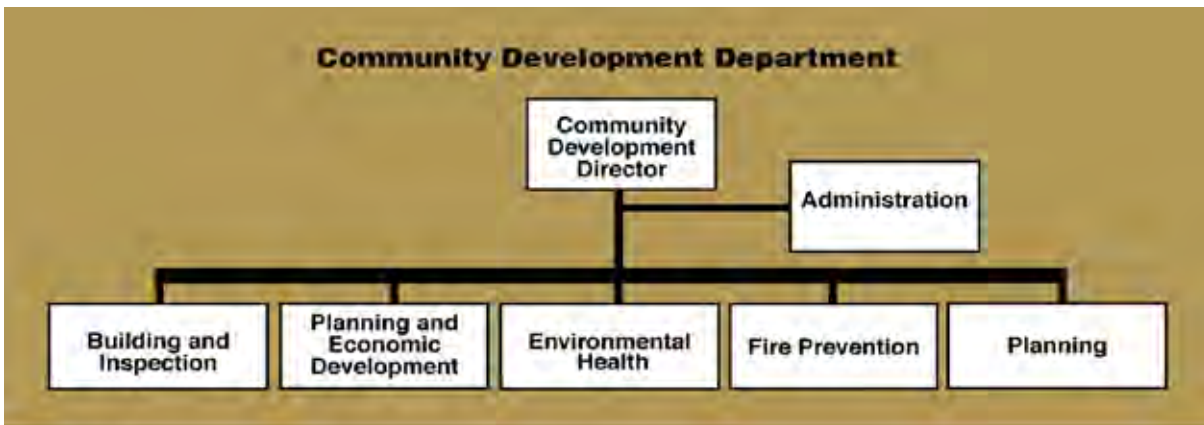 Community Development Department
Community
Development
Director
Administration
Building and
Inspection
Planning and
Economic
Development
Environmental
Health
Fire Prevention
Planning